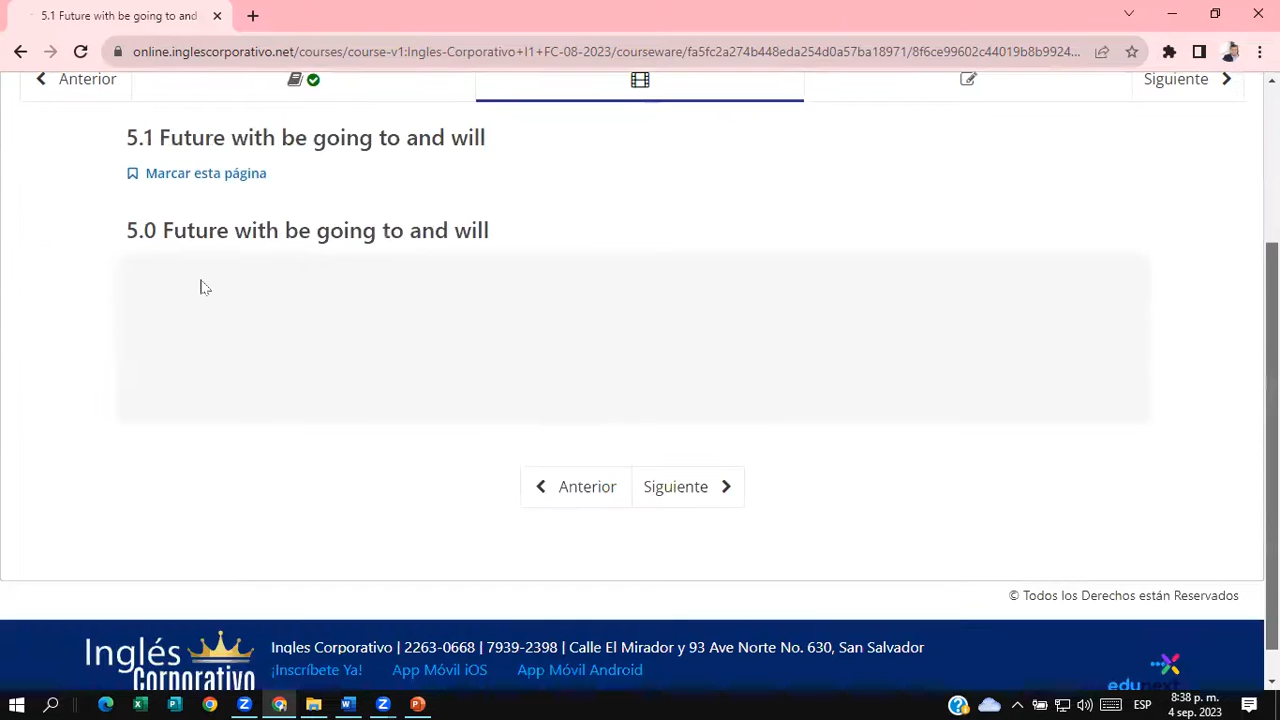 5.1 Future with be going to and
online.inglescorporativo.net/courses/course-v1:Ingles-Corporativo+I1+FC-08-2023/courseware/fa5fc2a274b448eda254d0a57ba18971/8f6ce99602c44019b8b9924...
Anterior
Siguiente
5.1 Future with be going to and will
Marcar esta página
5.0 Future with be going to and will
Anterior
Siguiente
© Todos los Derechos están Reservados
Inglés
Corporativo
Ingles Corporativo | 2263-0668 | 7939-2398 | Calle El Mirador y 93 Ave Norte No. 630, San Salvador
¡Inscríbete Ya!
App Móvil iOS
App Móvil Android
edunext
ESP
8:38 p. m.
4 sep. 2023